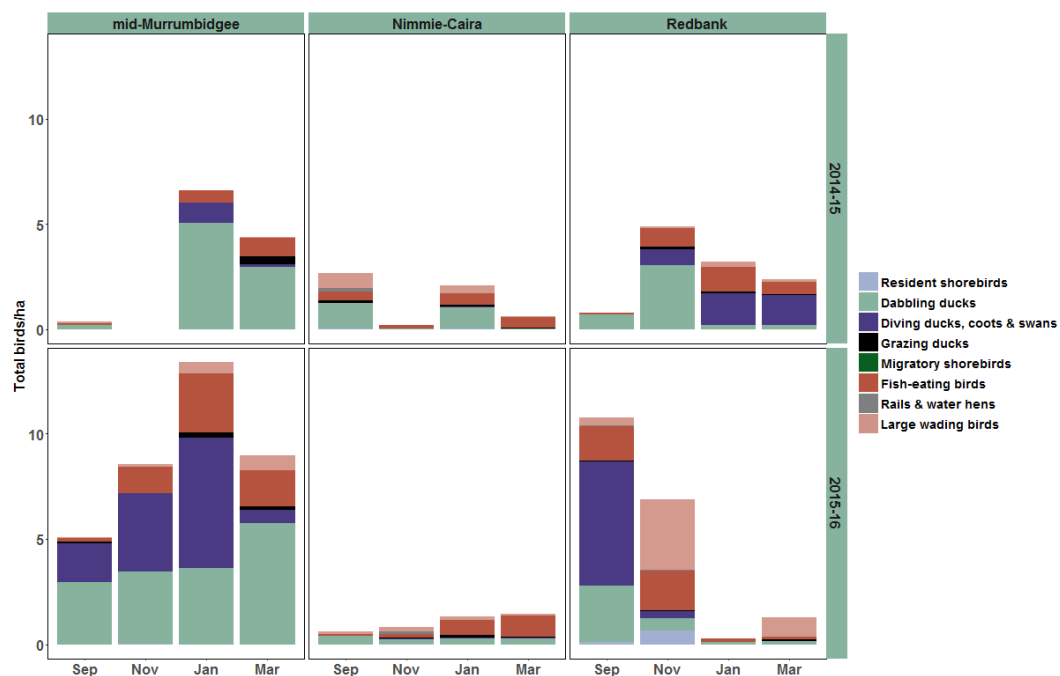 mid-Murrumbidgee Nimmie-Caira Redbank
Total birds/ha
10
5
0
2014-15
10
5
0
2015-16
Sep Nov Jan Mar Sep Nov Jan Mar Sep Nov Jan Mar
Resident shorebirds
Dabbling ducks
Diving ducks, coots & swans
Grazing ducks
Migratory shorebirds
Fish-eating birds
Rails & water hens
Large wading birds